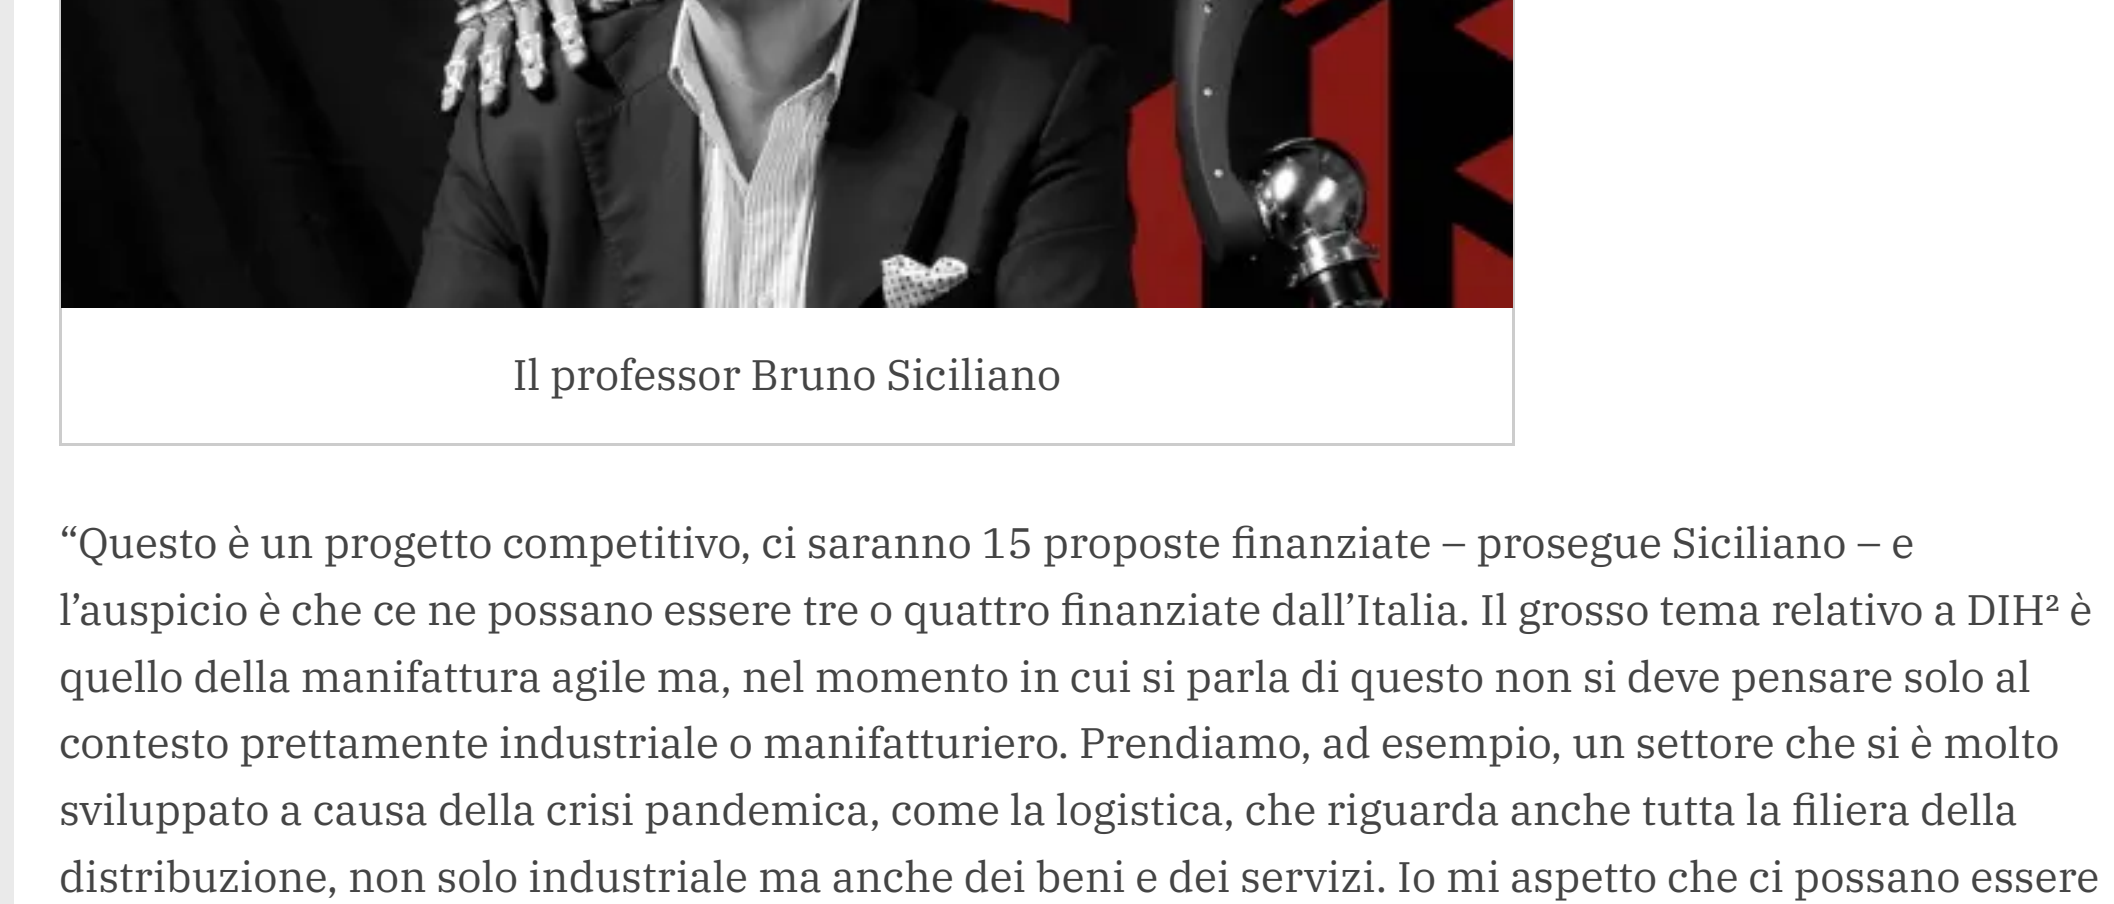 Il professor Bruno Siciliano
“Questo è un progetto competitivo, ci saranno 15 proposte finanziate – prosegue Siciliano – e
l’auspicio è che ce ne possano essere tre o quattro finanziate dall’Italia. Il grosso tema relativo a DIH² è
quello della manifattura agile ma, nel momento in cui si parla di questo non si deve pensare solo al
contesto prettamente industriale o manifatturiero. Prendiamo, ad esempio, un settore che si è molto
sviluppato a causa della crisi pandemica, come la logistica, che riguarda anche tutta la filiera della
distribuzione, non solo industriale ma anche dei beni e dei servizi. Io mi aspetto che ci possano essere